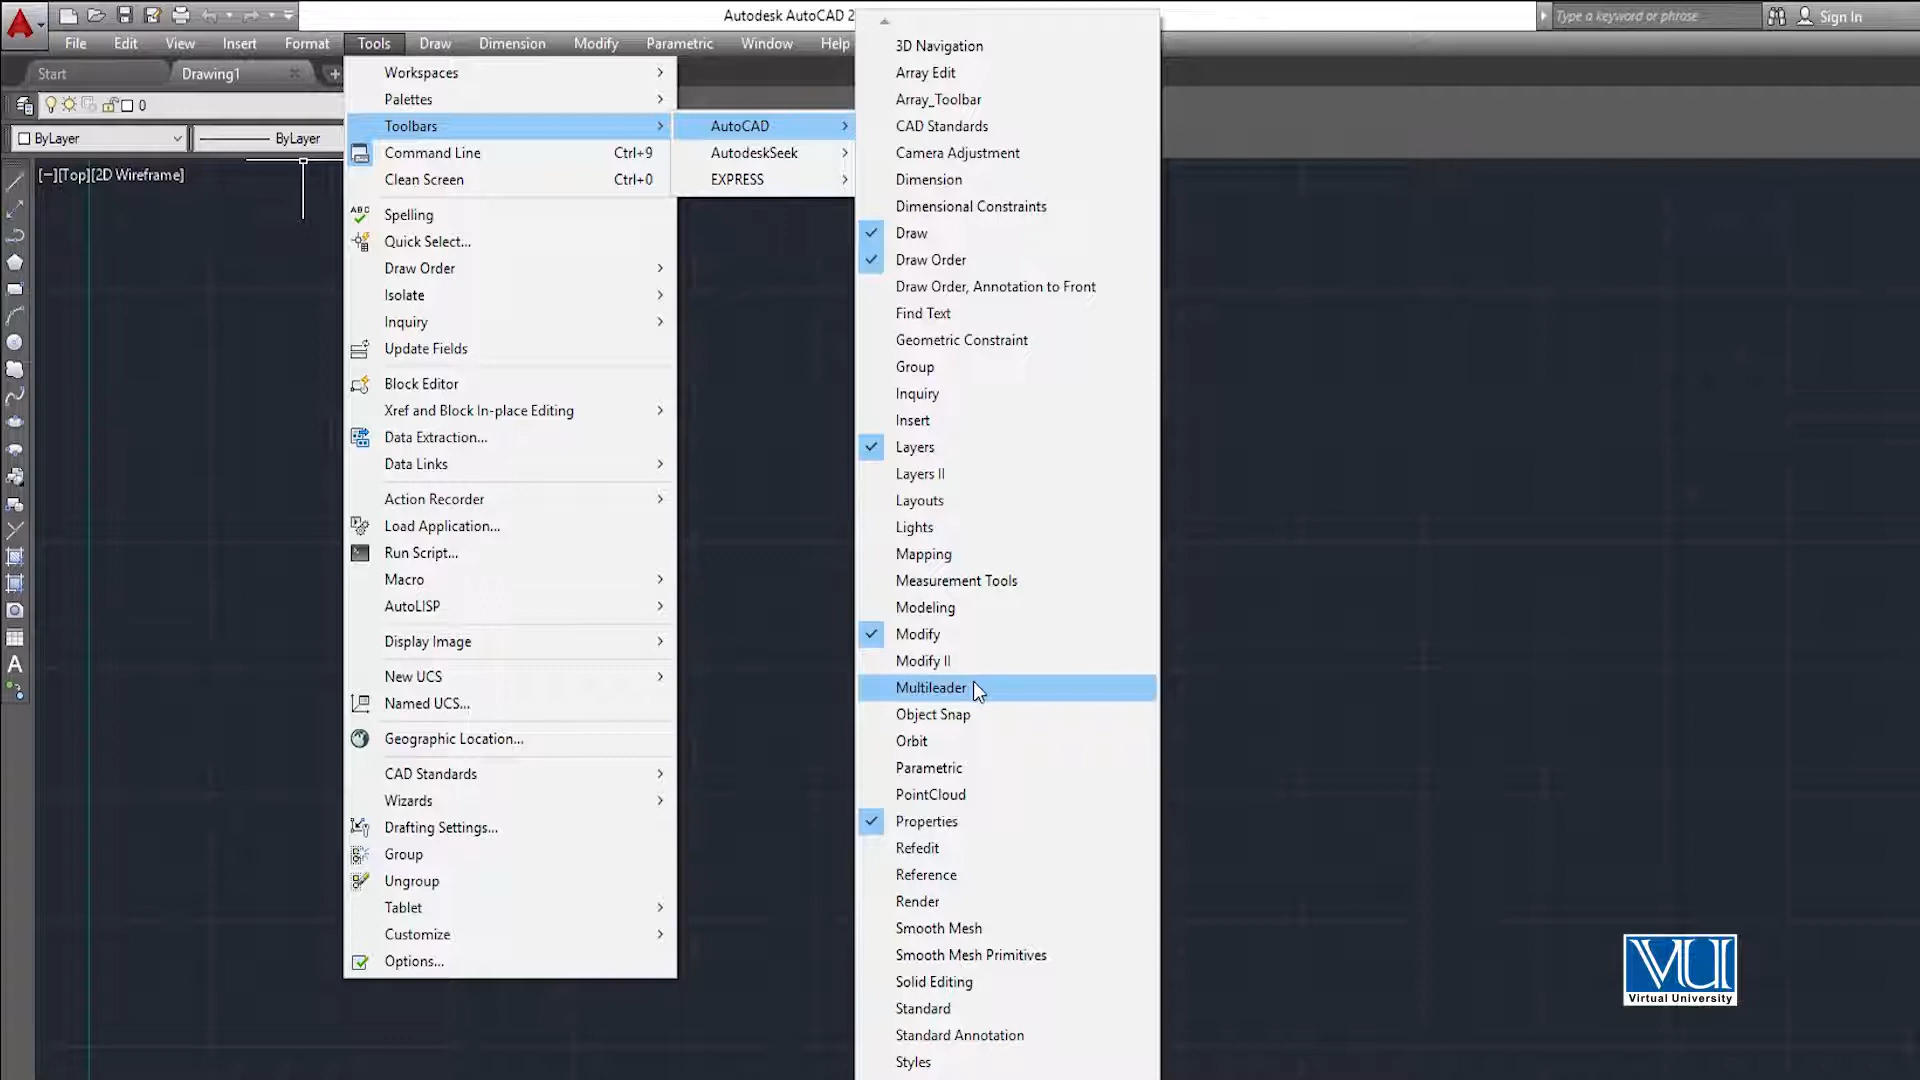 Autodesk AutoCAD 2
Type a keyword or phrase
Sign In
File Edit View Insert Format Tools Draw Dimension Modify Parametric Window Help
Start
Drawing1
0
ByLayer
ByLayer
[−][Top][2D Wireframe]
Workspaces
Palettes
Toolbars
Command Line Ctrl+9
Clean Screen Ctrl+0
Spelling
Quick Select...
Draw Order
Isolate
Inquiry
Update Fields
Block Editor
Xref and Block In-place Editing
Data Extraction...
Data Links
Action Recorder
Load Application...
Run Script...
Macro
AutoLISP
Display Image
New UCS
Named UCS...
Geographic Location...
CAD Standards
Wizards
Drafting Settings...
Group
Ungroup
Tablet
Customize
Options...
AutoCAD
AutodeskSeek
EXPRESS
3D Navigation
Array Edit
Array_Toolbar
CAD Standards
Camera Adjustment
Dimension
Dimensional Constraints
Draw
Draw Order
Draw Order, Annotation to Front
Find Text
Geometric Constraint
Group
Inquiry
Insert
Layers
Layers II
Layouts
Lights
Mapping
Measurement Tools
Modeling
Modify
Modify II
Multileader
Object Snap
Orbit
Parametric
PointCloud
Properties
Refedit
Reference
Render
Smooth Mesh
Smooth Mesh Primitives
Solid Editing
Standard
Standard Annotation
Styles
ABC
A
VU
Virtual University